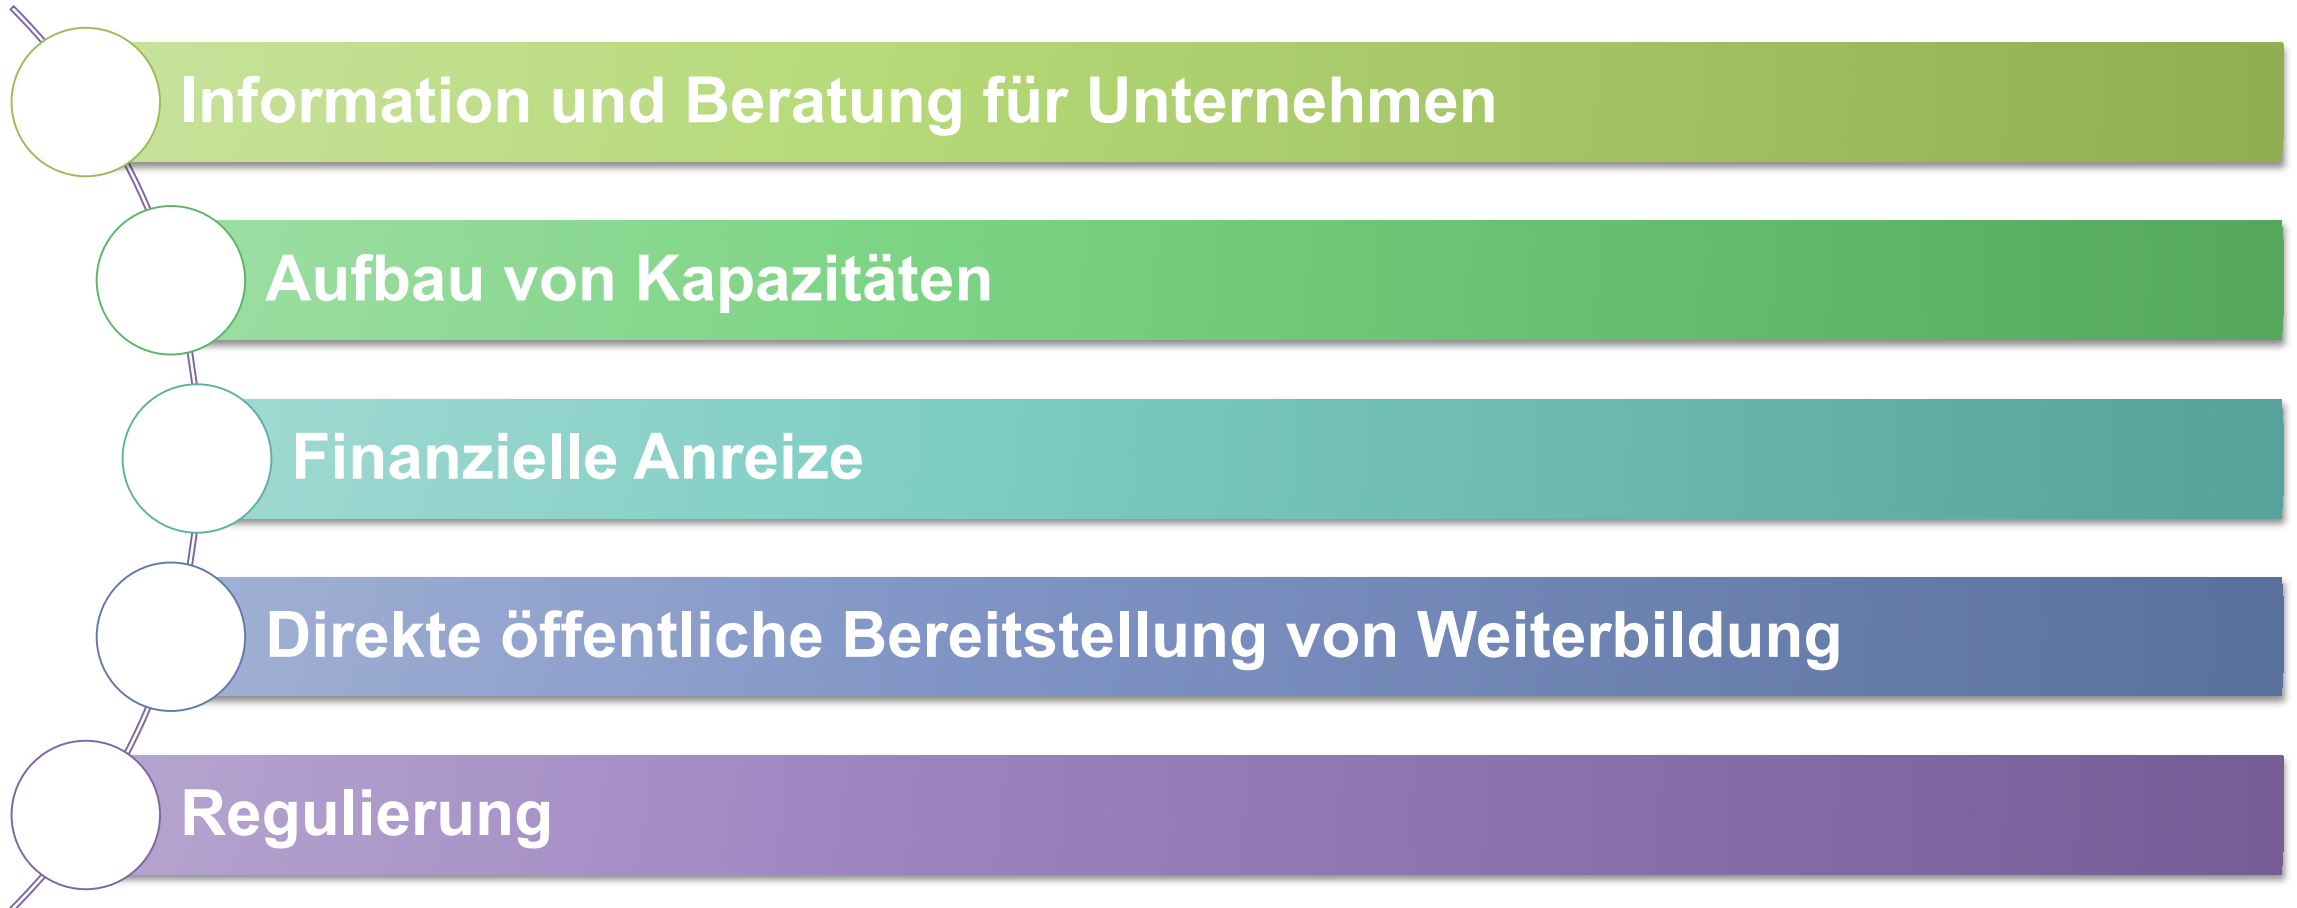 Information und Beratung für Unternehmen
Aufbau von Kapazitäten
Finanzielle Anreize
Direkte öffentliche Bereitstellung von Weiterbildung
Regulierung